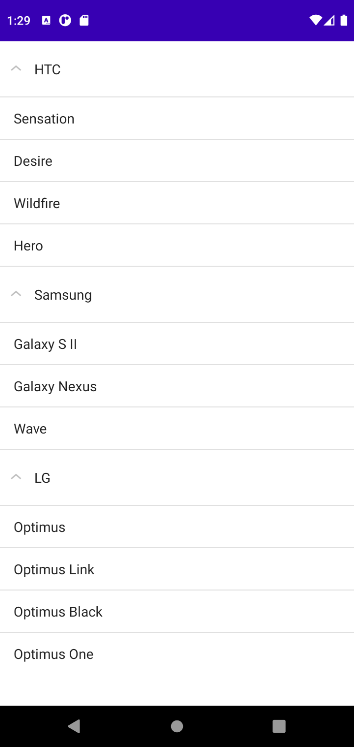 1:29
HTC
Sensation
Desire
Wildfire
Hero
Samsung
Galaxy S II
Galaxy Nexus
Wave
LG
Optimus
Optimus Link
Optimus Black
Optimus One